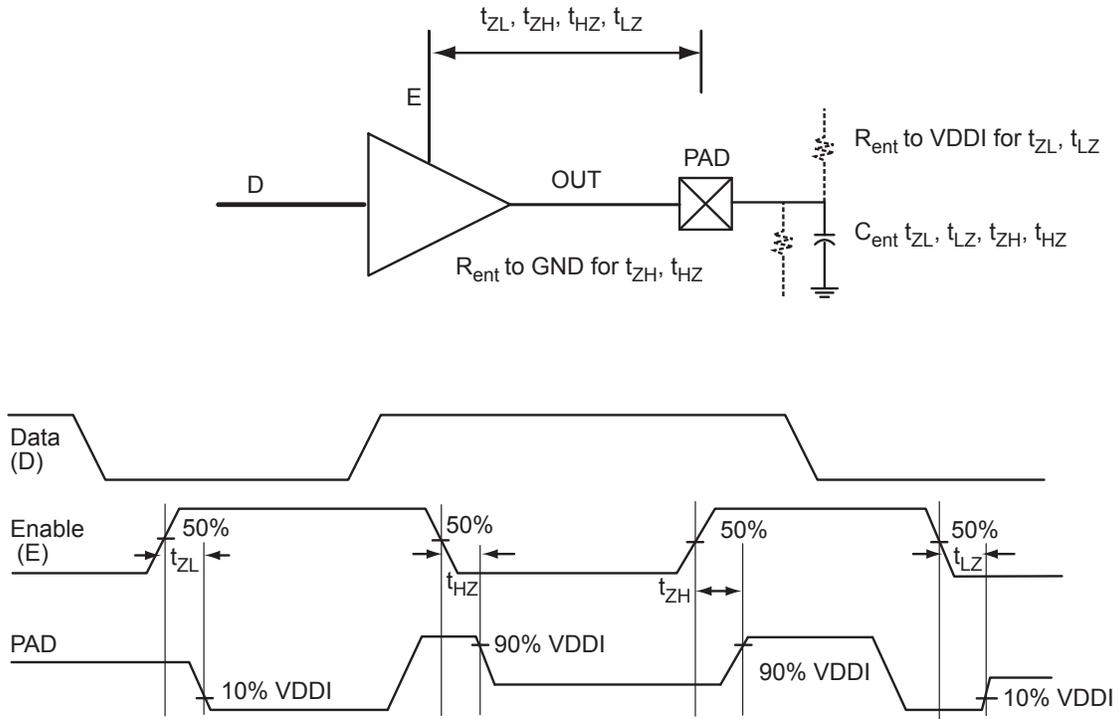 tZL, tZH, tHZ, tLZ
E
Rent to VDDI for tZL, tLZ
PAD
D
OUT
Cent tZL, tLZ, tZH, tHZ
Rent to GND for tZH, tHZ
Data
(D)
Enable
(E)
50%
50%
50%
50%
tZL
tHZ
tZH
tLZ
PAD
90% VDDI
90% VDDI
10% VDDI
10% VDDI